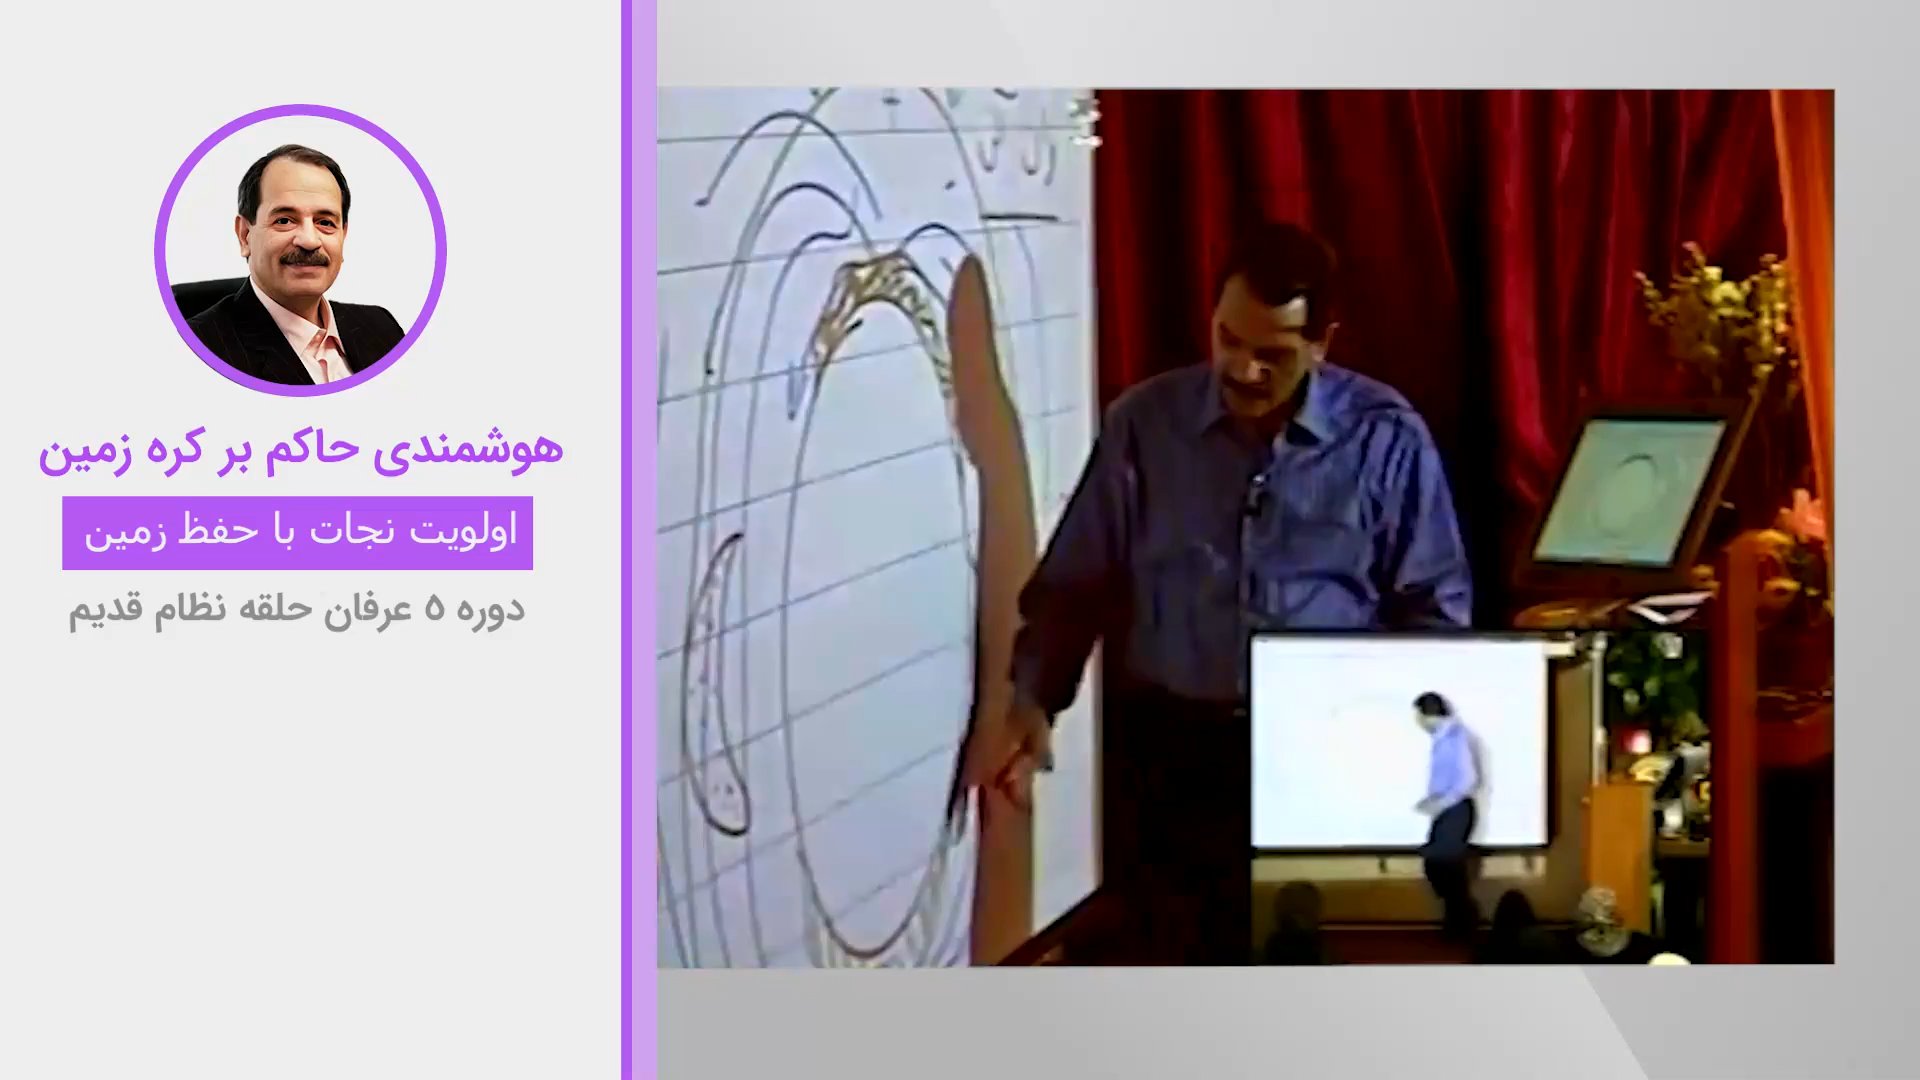 هوشمندی حاکم بر کره زمین
اولویت نجات با حفظ زمین
دوره ۵ عرفان حلقه نظام قدیم